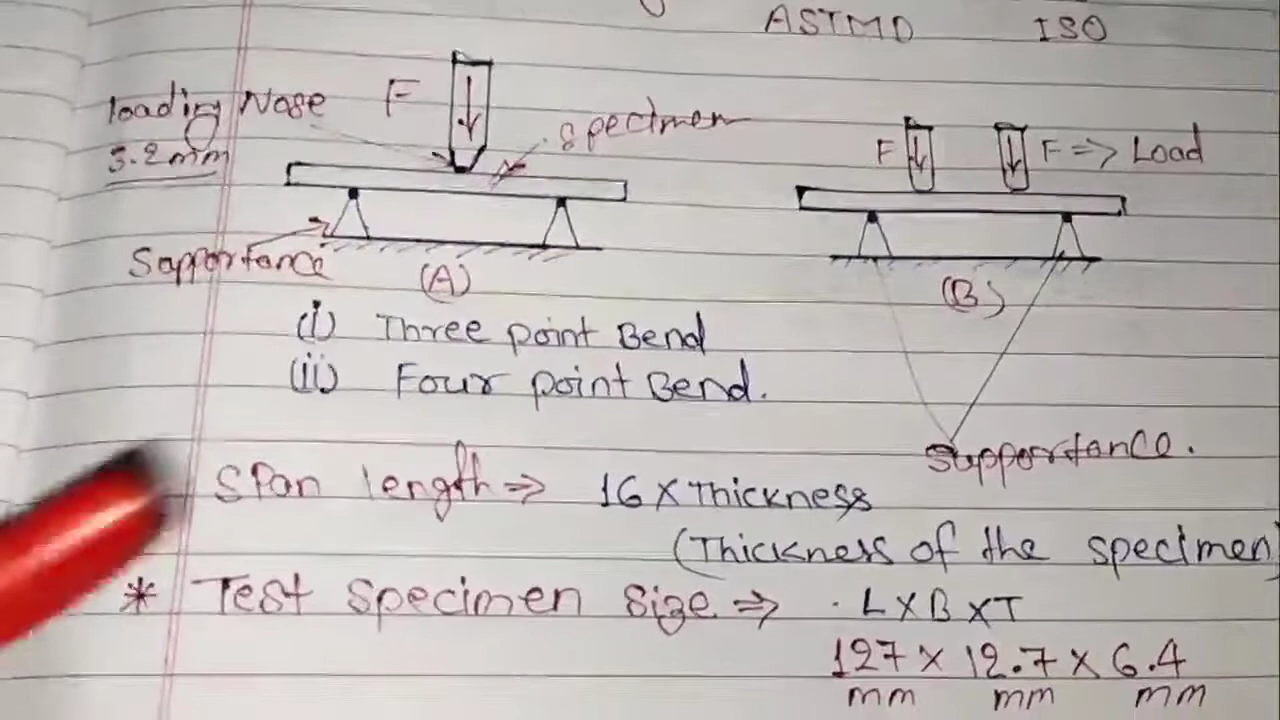 ASTMD ISO
loading Nose F specimen
3.2mm
F F => Load
Supportance
(A) (B)
(i) Three point Bend
(ii) Four point Bend.
Supportance.
Span length => 16 x Thickness
(Thickness of the specimen
* Test specimen size => . L x B x T
127 x 12.7 x 6.4
mm mm mm